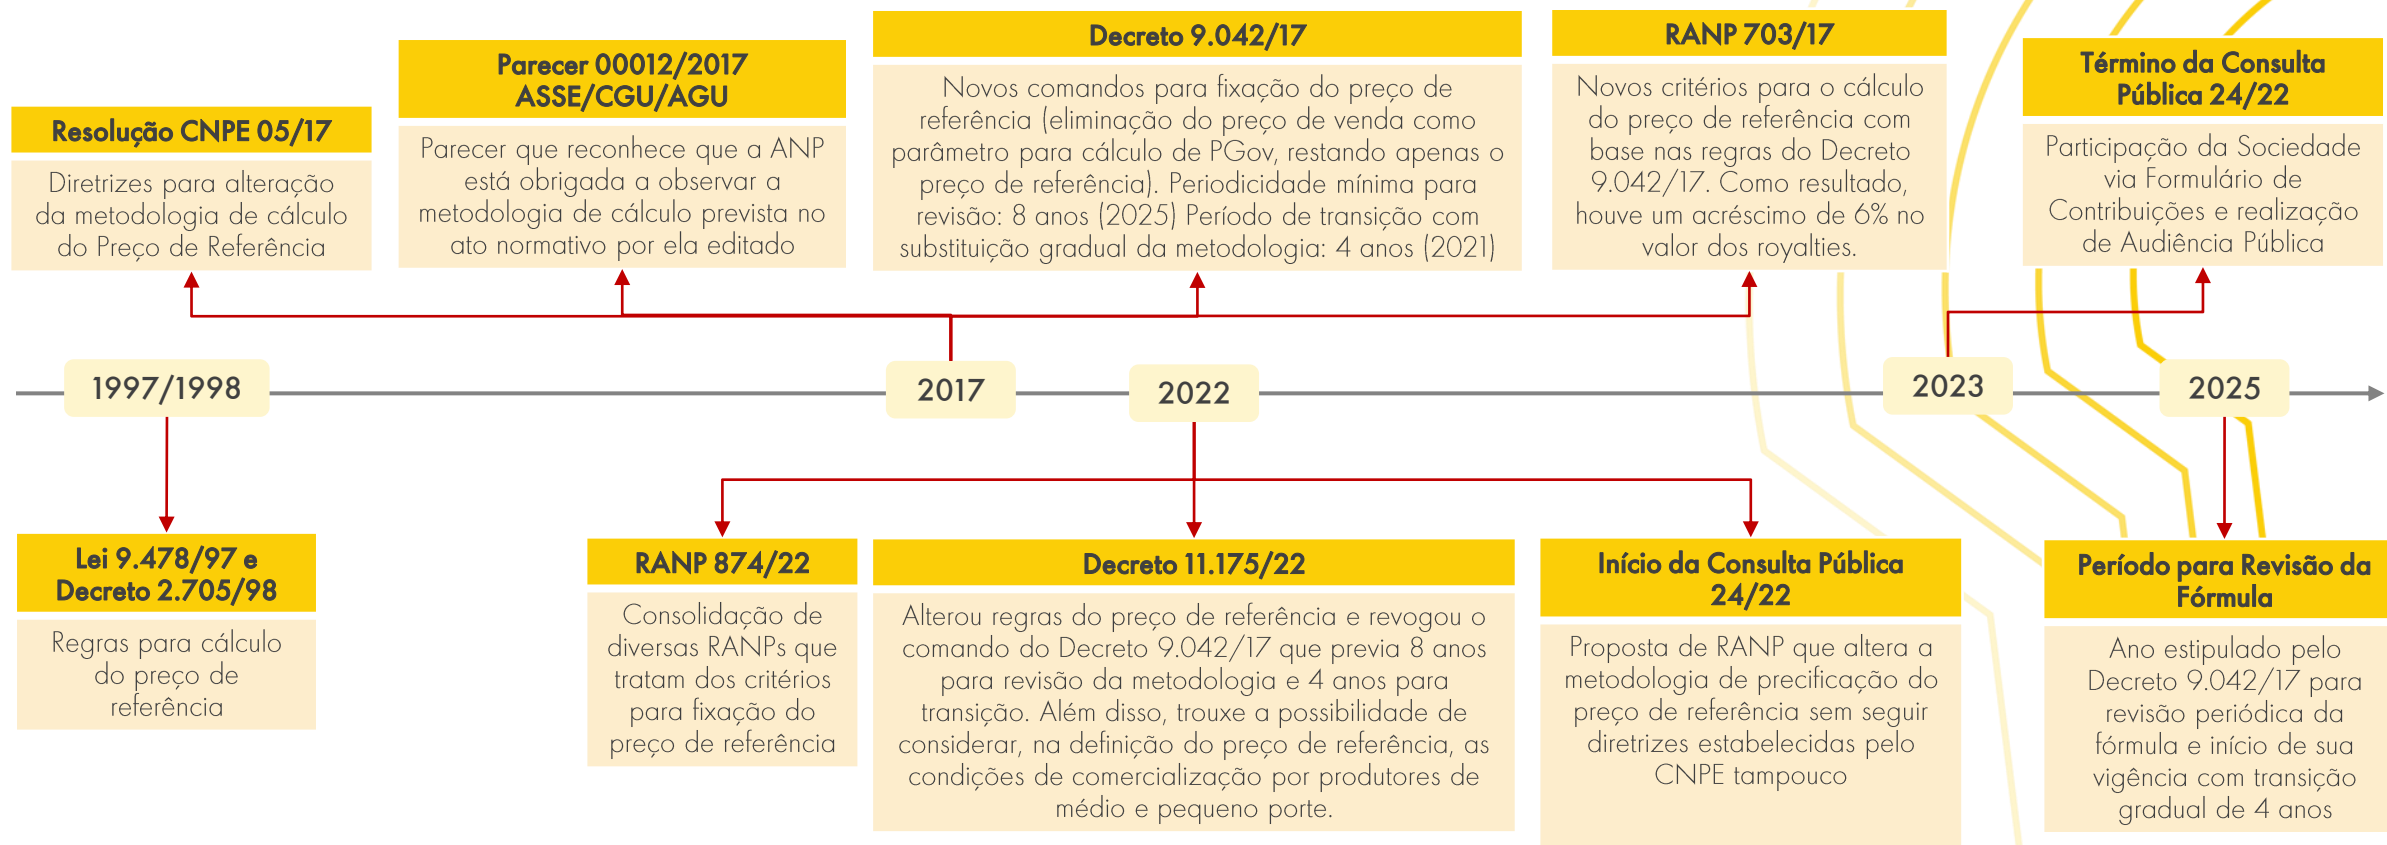 Resolução CNPE 05/17
Diretrizes para alteração
da metodologia de cálculo
do Preço de Referência
Parecer 00012/2017
ASSE/CGU/AGU
Parecer que reconhece que a ANP
está obrigada a observar a
metodologia de cálculo prevista no
ato normativo por ela editado
Decreto 9.042/17
Novos comandos para fixação do preço de
referência (eliminação do preço de venda como
parâmetro para cálculo de PGov, restando apenas o
preço de referência). Periodicidade mínima para
revisão: 8 anos (2025) Período de transição com
substituição gradual da metodologia: 4 anos (2021)
RANP 703/17
Novos critérios para o cálculo
do preço de referência com
base nas regras do Decreto
9.042/17. Como resultado,
houve um acréscimo de 6% no
valor dos royalties.
Término da Consulta
Pública 24/22
Participação da Sociedade
via Formulário de
Contribuições e realização
de Audiência Pública
1997/1998
2017
2022
2023
2025
Lei 9.478/97 e
Decreto 2.705/98
Regras para cálculo
do preço de
referência
RANP 874/22
Consolidação de
diversas RANPs que
tratam dos critérios
para fixação do
preço de referência
Decreto 11.175/22
Alterou regras do preço de referência e revogou o
comando do Decreto 9.042/17 que previa 8 anos
para revisão da metodologia e 4 anos para
transição. Além disso, trouxe a possibilidade de
considerar, na definição do preço de referência, as
condições de comercialização por produtores de
médio e pequeno porte.
Início da Consulta Pública
24/22
Proposta de RANP que altera a
metodologia de precificação do
preço de referência sem seguir
diretrizes estabelecidas pelo
CNPE tampouco
Período para Revisão da
Fórmula
Ano estipulado pelo
Decreto 9.042/17 para
revisão periódica da
fórmula e início de sua
vigência com transição
gradual de 4 anos